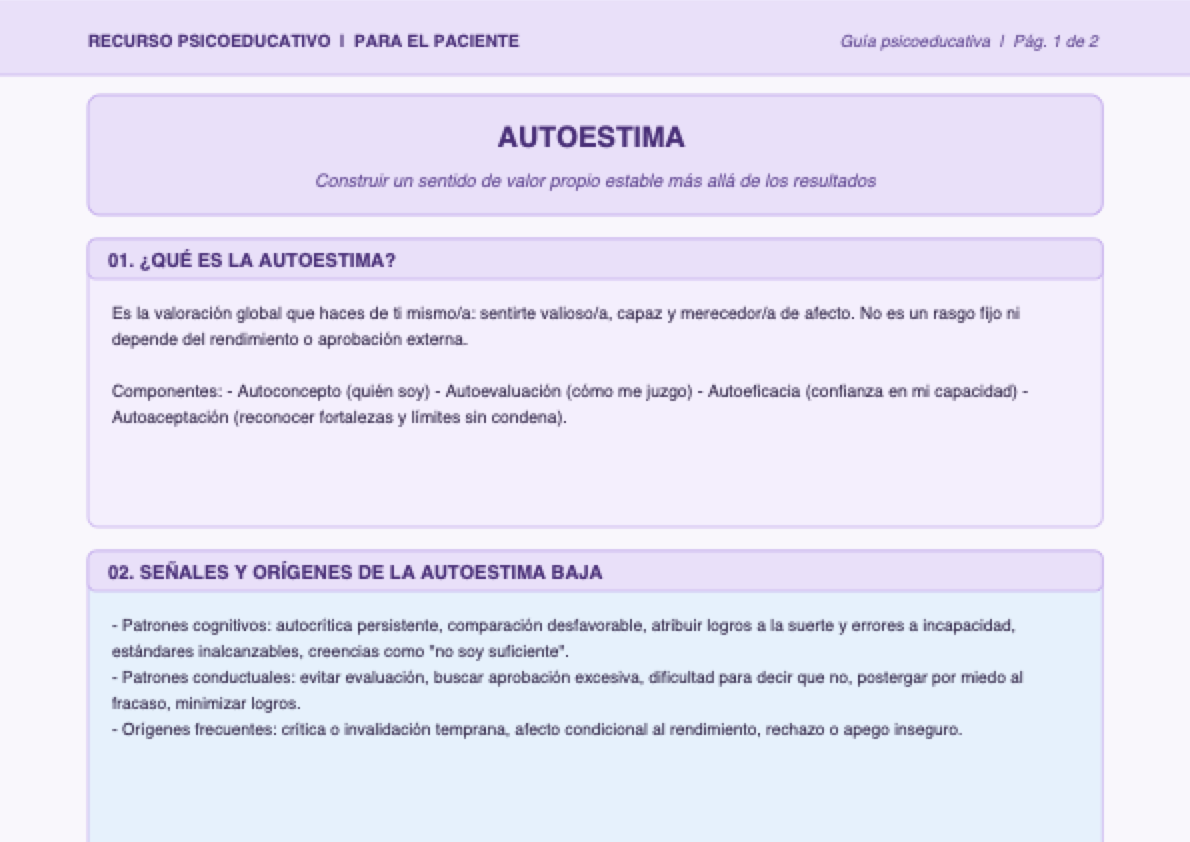 RECURSO PSICOEDUCATIVO | PARA EL PACIENTE
Guía psicoeducativa | Pág. 1 de 2
AUTOESTIMA
Construir un sentido de valor propio estable más allá de los resultados
01. ¿QUÉ ES LA AUTOESTIMA?
Es la valoración global que haces de ti mismo/a: sentirte valioso/a, capaz y merecedor/a de afecto. No es un rasgo fijo ni
depende del rendimiento o aprobación externa.
Componentes: - Autoconcepto (quién soy) - Autoevaluación (cómo me juzgo) - Autoeficacia (confianza en mi capacidad) -
Autoaceptación (reconocer fortalezas y límites sin condena).
02. SEÑALES Y ORÍGENES DE LA AUTOESTIMA BAJA
- Patrones cognitivos: autocrítica persistente, comparación desfavorable, atribuir logros a la suerte y errores a incapacidad,
estándares inalcanzables, creencias como "no soy suficiente".
- Patrones conductuales: evitar evaluación, buscar aprobación excesiva, dificultad para decir que no, postergar por miedo al
fracaso, minimizar logros.
- Orígenes frecuentes: crítica o invalidación temprana, afecto condicional al rendimiento, rechazo o apego inseguro.